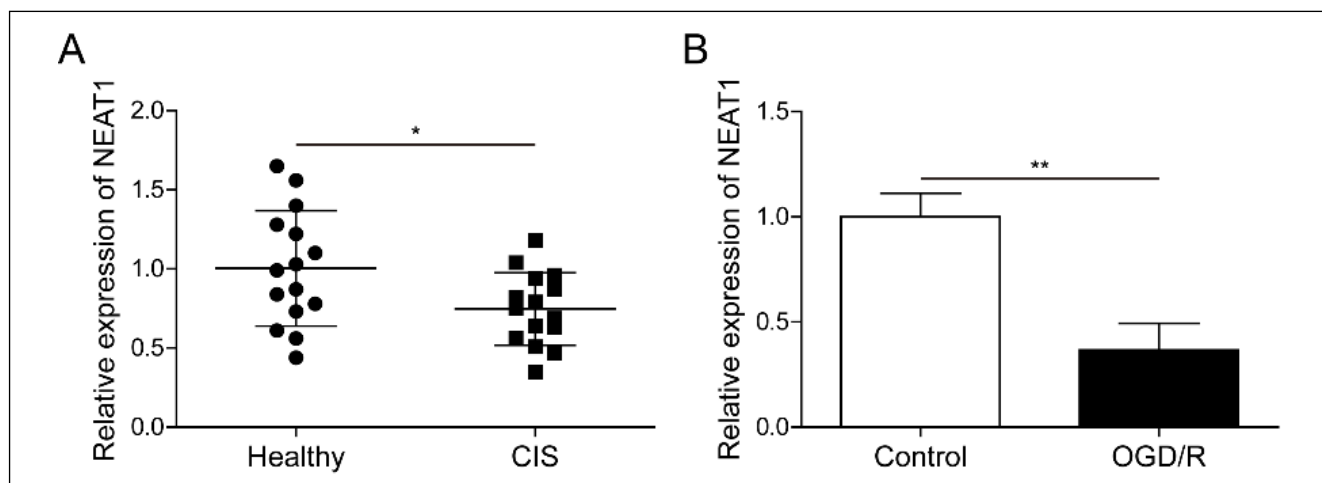 A
Relative expression of NEAT1
2.0
1.5
1.0
0.5
0.0
*
Healthy
CIS
B
Relative expression of NEAT1
1.5
1.0
0.5
0.0
**
Control
OGD/R